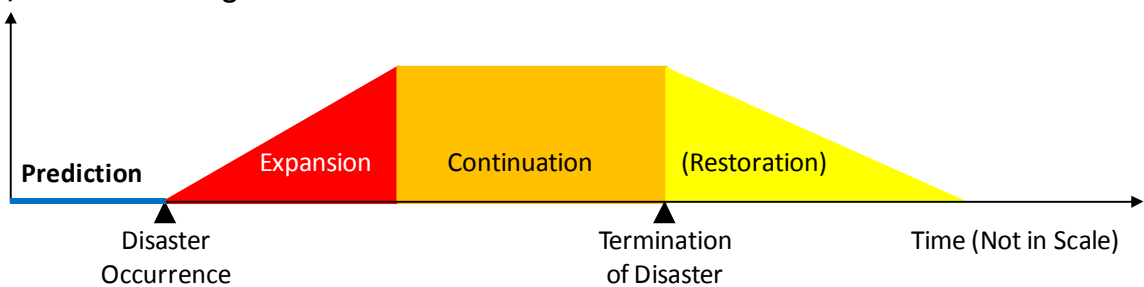 Prediction
Expansion
Continuation
(Restoration)
Disaster
Occurrence
Termination
of Disaster
Time (Not in Scale)